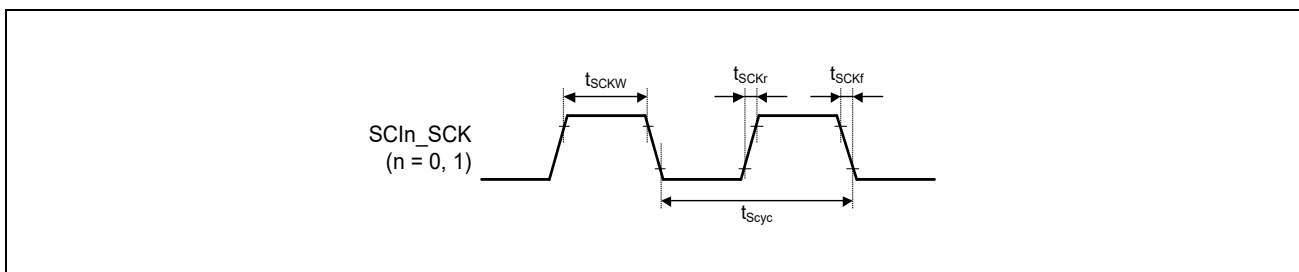 tSCKW
tSCKr
tSCKf
SCIn_SCK
(n = 0, 1)
tScyc